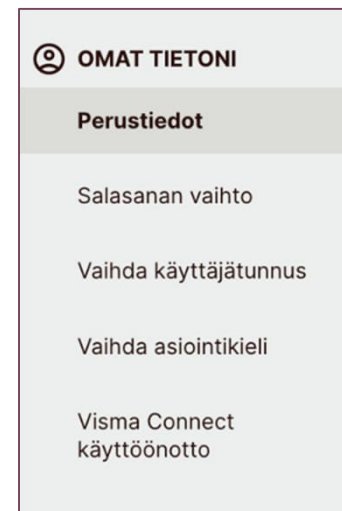 OMAT TIETONI
Perustiedot
Salasanan vaihto
Vaihda käyttäjätunnus
Vaihda asiointikieli
Visma Connect
käyttöönotto